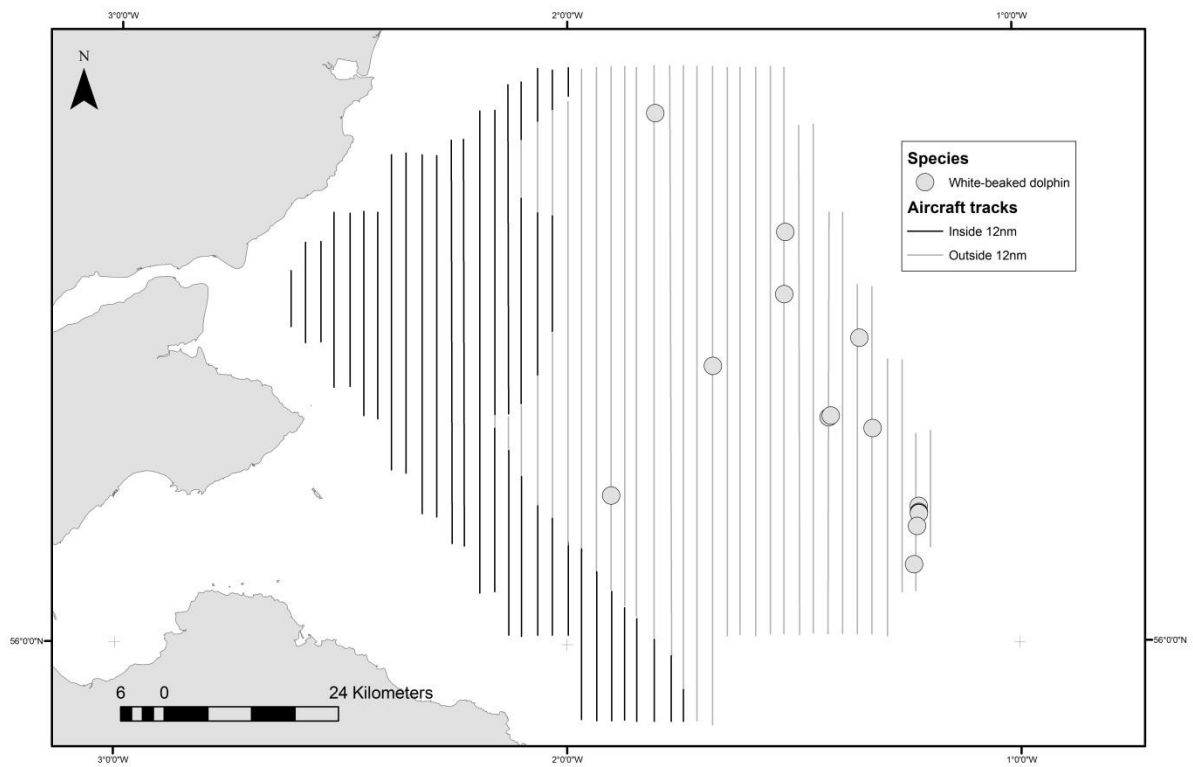 3°0'0"W 2°0'0"W 1°0'0"W
N
Species
White-beaked dolphin
Aircraft tracks
Inside 12nm
Outside 12nm
56°0'0"N 56°0'0"N
6 0 24 Kilometers
3°0'0"W 2°0'0"W 1°0'0"W